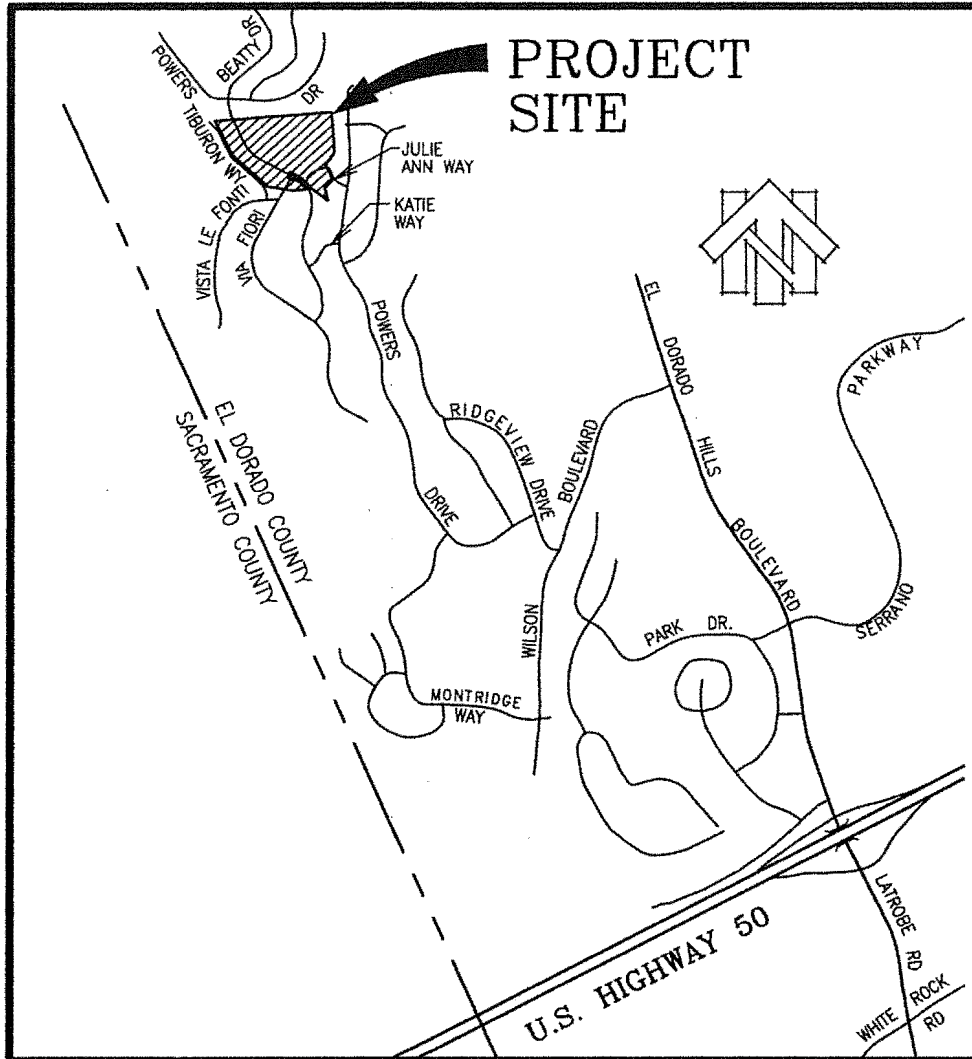 PROJECT
SITE
BEATTY DR
POWERS
DR
TIBURON WY
JULIE
ANN WAY
KATIE
WAY
VISTA LE FONTI
VIA FIORI
N
POWERS
DRIVE
EL DORADO COUNTY
SACRAMENTO COUNTY
RIDGEVIEW DRIVE
WILSON
BOULEVARD
EL
DORADO
HILLS
BOULEVARD
PARKWAY
SERRANO
PARK DR.
MONTRIDGE
WAY
U.S. HIGHWAY 50
LATROBE RD
WHITE ROCK
RD